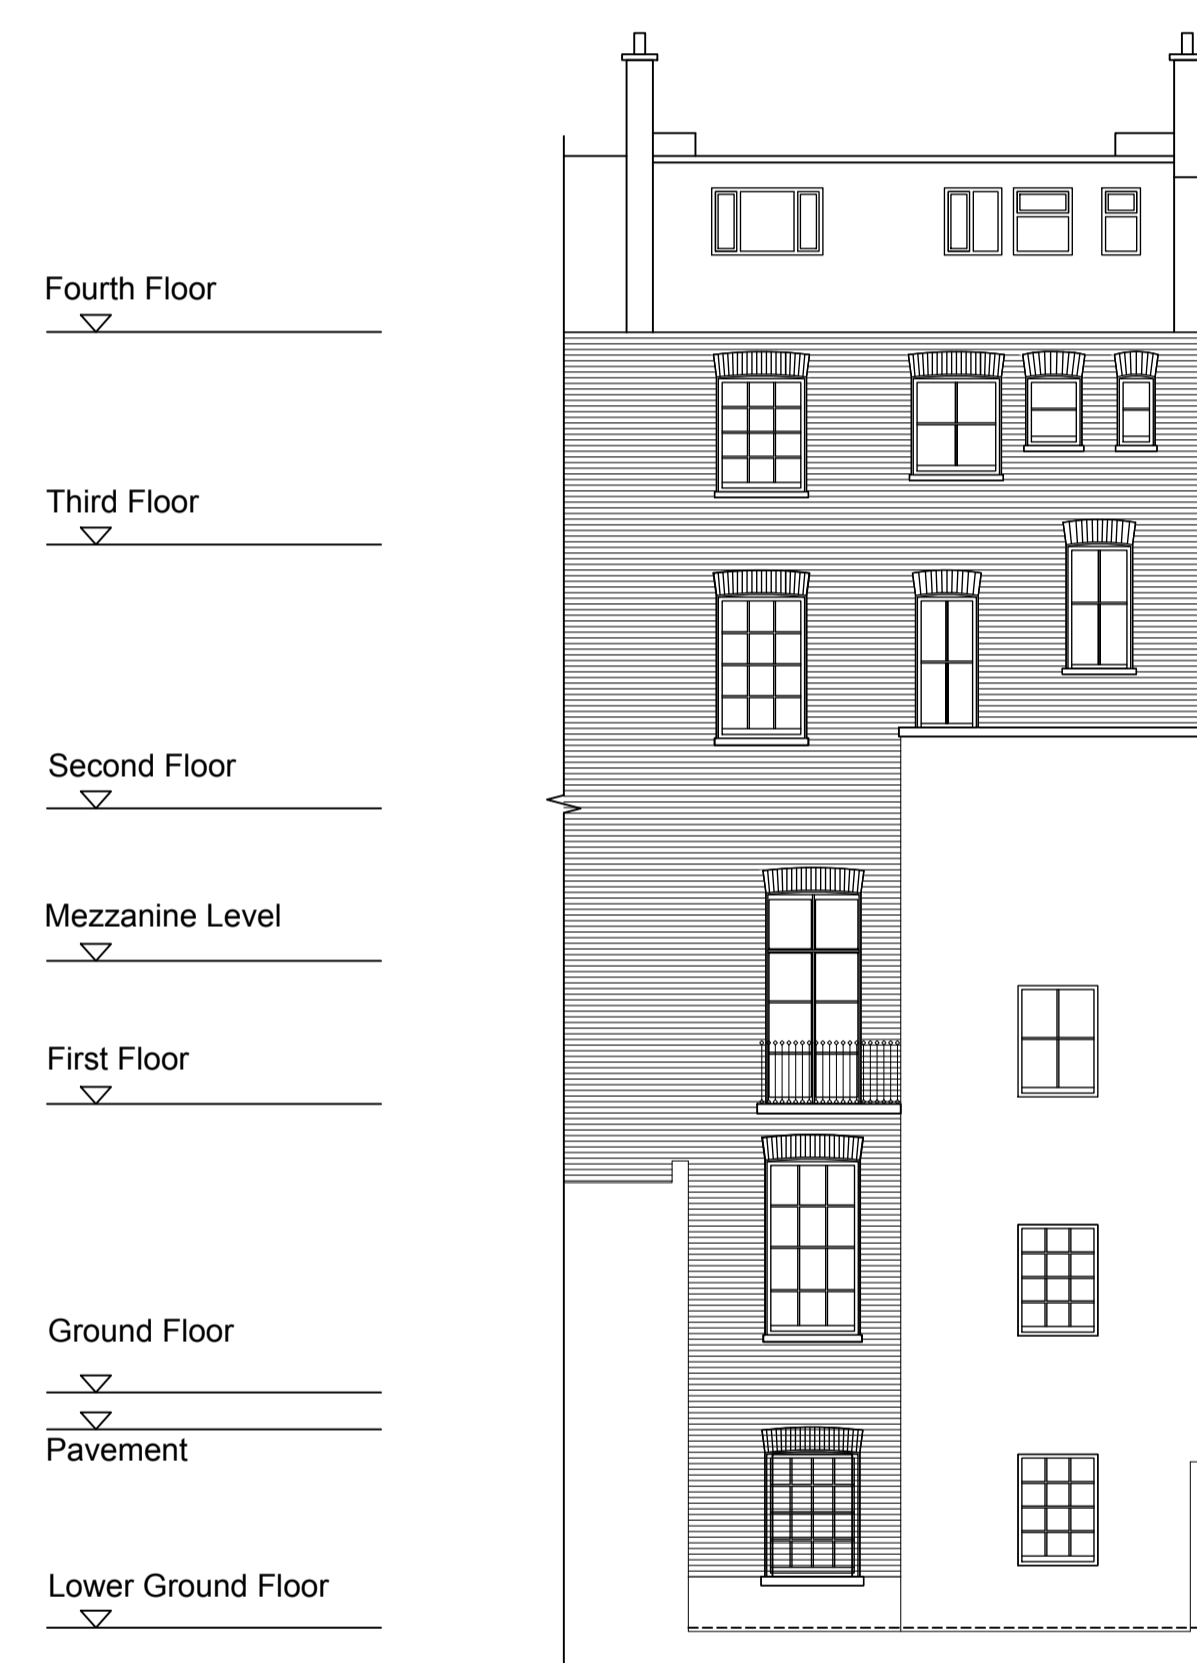 Fourth Floor
Third Floor
Second Floor
Mezzanine Level
First Floor
Ground Floor
Pavement
Lower Ground Floor